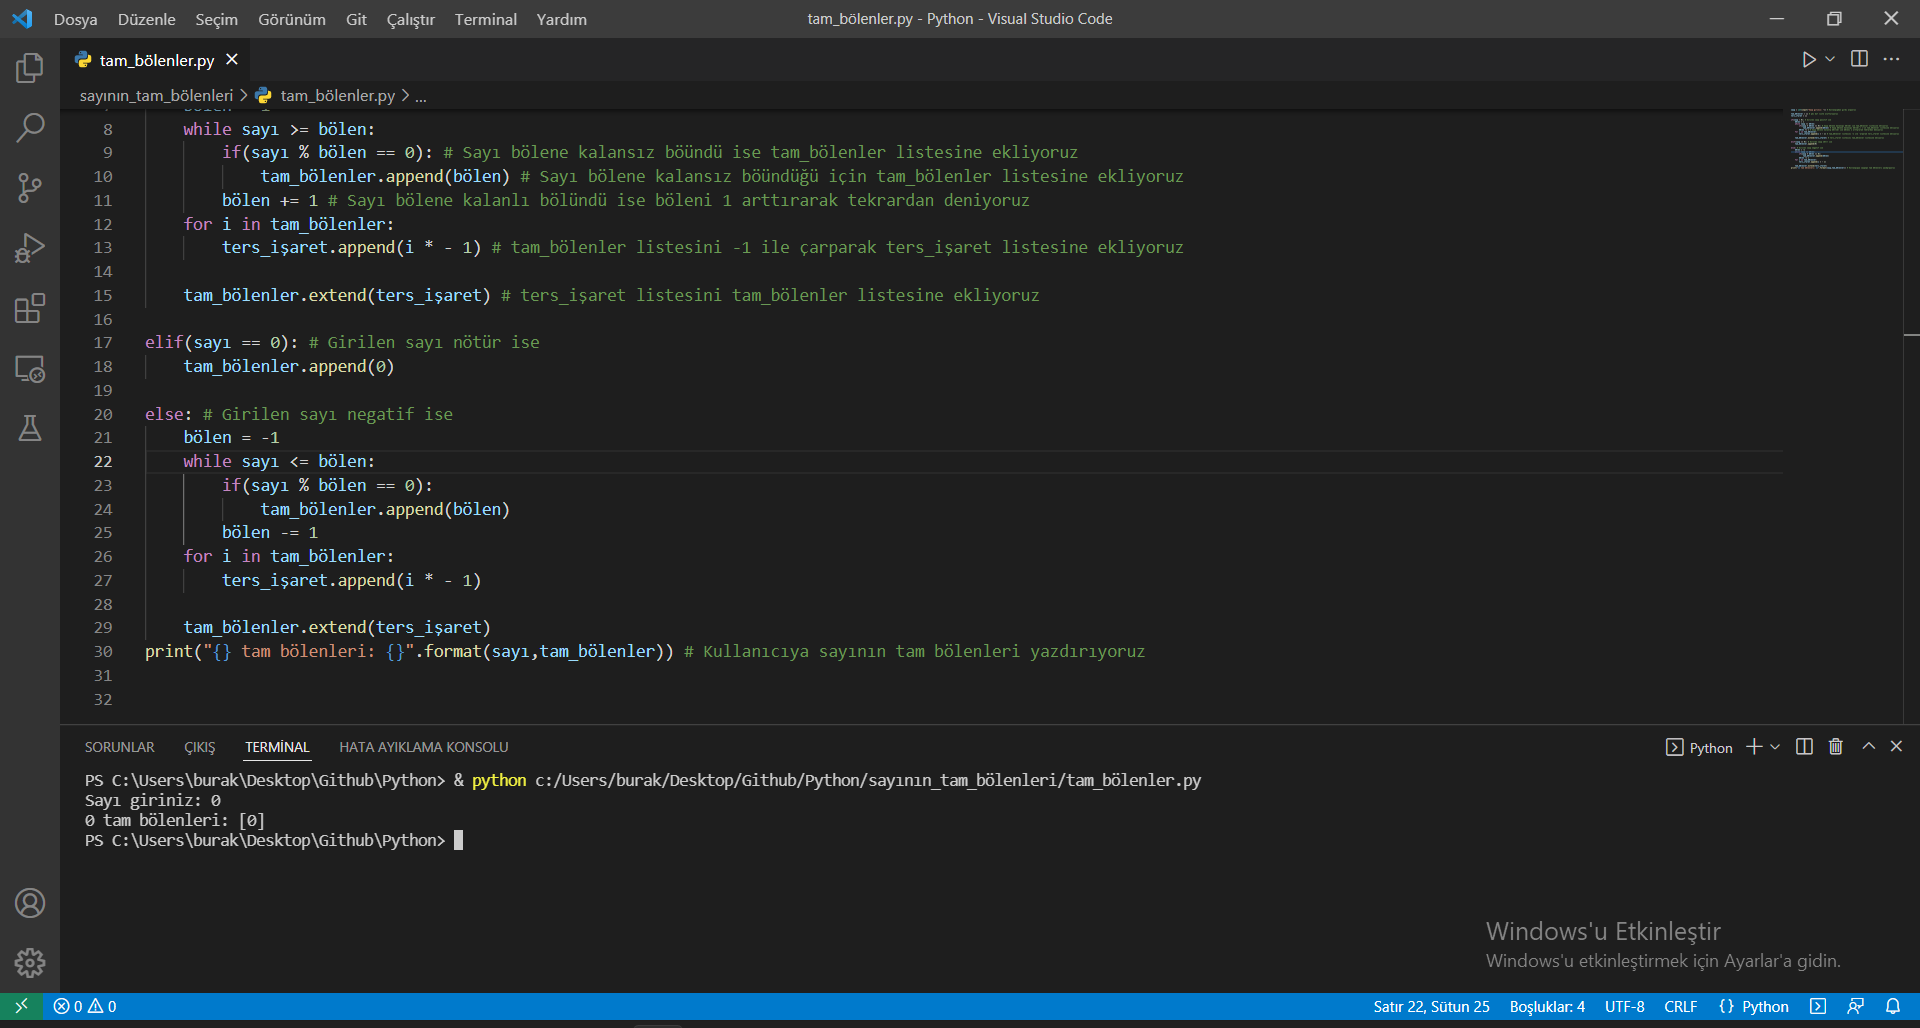 Dosya Düzenle Seçim Görünüm Git Çalıştır Terminal Yardım tam_bölenler.py - Python - Visual Studio Code
tam_bölenler.py
sayının_tam_bölenleri > tam_bölenler.py > ...
8 while sayı >= bölen:
9 if(sayı % bölen == 0): # Sayı bölene kalansız böündü ise tam_bölenler listesine ekliyoruz
10 tam_bölenler.append(bölen) # Sayı bölene kalansız böündüğü için tam_bölenler listesine ekliyoruz
11 bölen += 1 # Sayı bölene kalanlı bölündü ise böleni 1 arttırarak tekrardan deniyoruz
12 for i in tam_bölenler:
13 ters_işaret.append(i * - 1) # tam_bölenler listesini -1 ile çarparak ters_işaret listesine ekliyoruz
14
15 tam_bölenler.extend(ters_işaret) # ters_işaret listesini tam_bölenler listesine ekliyoruz
16
17 elif(sayı == 0): # Girilen sayı nötür ise
18 tam_bölenler.append(0)
19
20 else: # Girilen sayı negatif ise
21 bölen = -1
22 while sayı <= bölen:
23 if(sayı % bölen == 0):
24 tam_bölenler.append(bölen)
25 bölen -= 1
26 for i in tam_bölenler:
27 ters_işaret.append(i * - 1)
28
29 tam_bölenler.extend(ters_işaret)
30 print("{} tam bölenleri: {}".format(sayı,tam_bölenler)) # Kullanıcıya sayının tam bölenleri yazdırıyoruz
31
32
SORUNLAR ÇIKIŞ TERMİNAL HATA AYIKLAMA KONSOLU Python
PS C:\Users\burak\Desktop\Github\Python> & python c:/Users/burak/Desktop/Github/Python/sayının_tam_bölenleri/tam_bölenler.py
Sayı giriniz: 0
0 tam bölenleri: [0]
PS C:\Users\burak\Desktop\Github\Python>
Windows'u Etkinleştir
Windows'u etkinleştirmek için Ayarlar'a gidin.
0 0 Satır 22, Sütun 25 Boşluklar: 4 UTF-8 CRLF {} Python